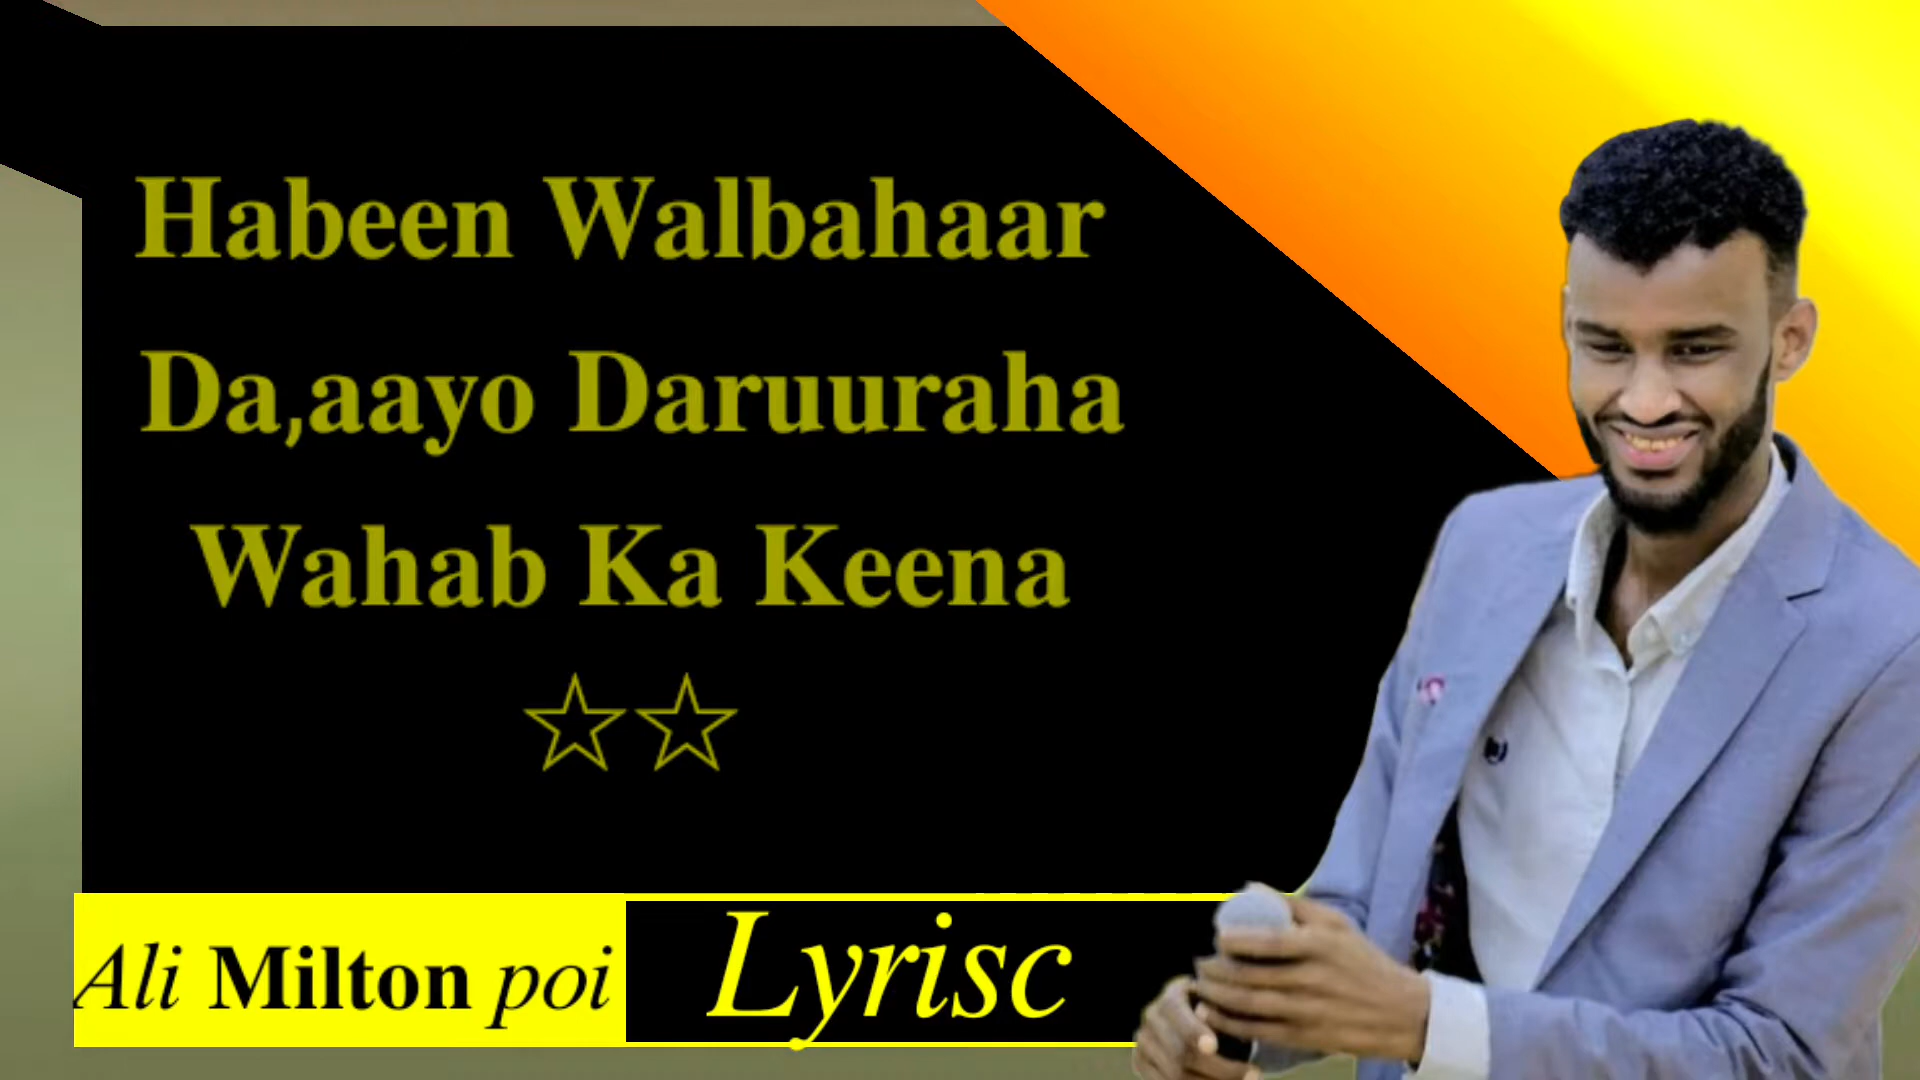 Habeen Walbahaar
Da,aayo Daruuraha
Wahab Ka Keena
☆☆
Ali Milton poi
Lyrisc